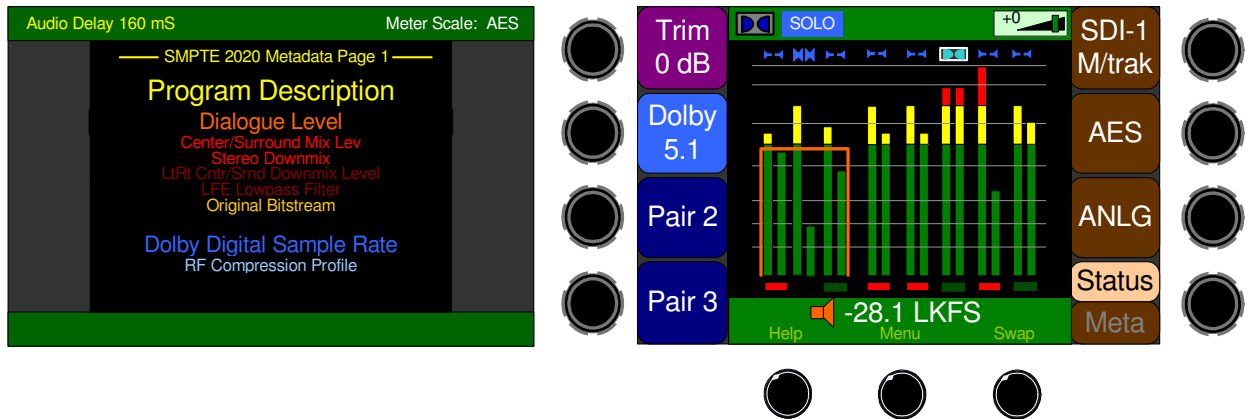 Audio Delay 160 mS
Meter Scale: AES
SMPTE 2020 Metadata Page 1
Program Description
Dialogue Level
Center/Surround Mix Lev
Stereo Downmix
LtRt Cntr/Srnd Downmix Level
LFE Lowpass Filter
Original Bitstream
Dolby Digital Sample Rate
RF Compression Profile
Trim
0 dB
Dolby
5.1
Pair 2
Pair 3
SOLO
+0
-28.1 LKFS
Help
Menu
Swap
SDI-1
M/trak
AES
ANLG
Status
Meta